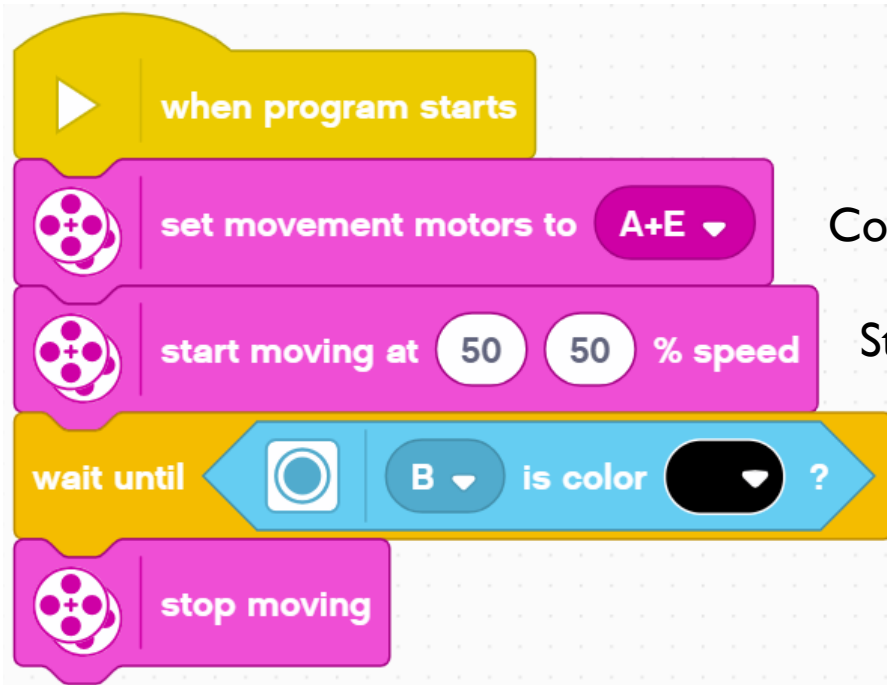 when program starts
set movement motors to A+E
start moving at 50 50 % speed
wait until B is color ?
stop moving